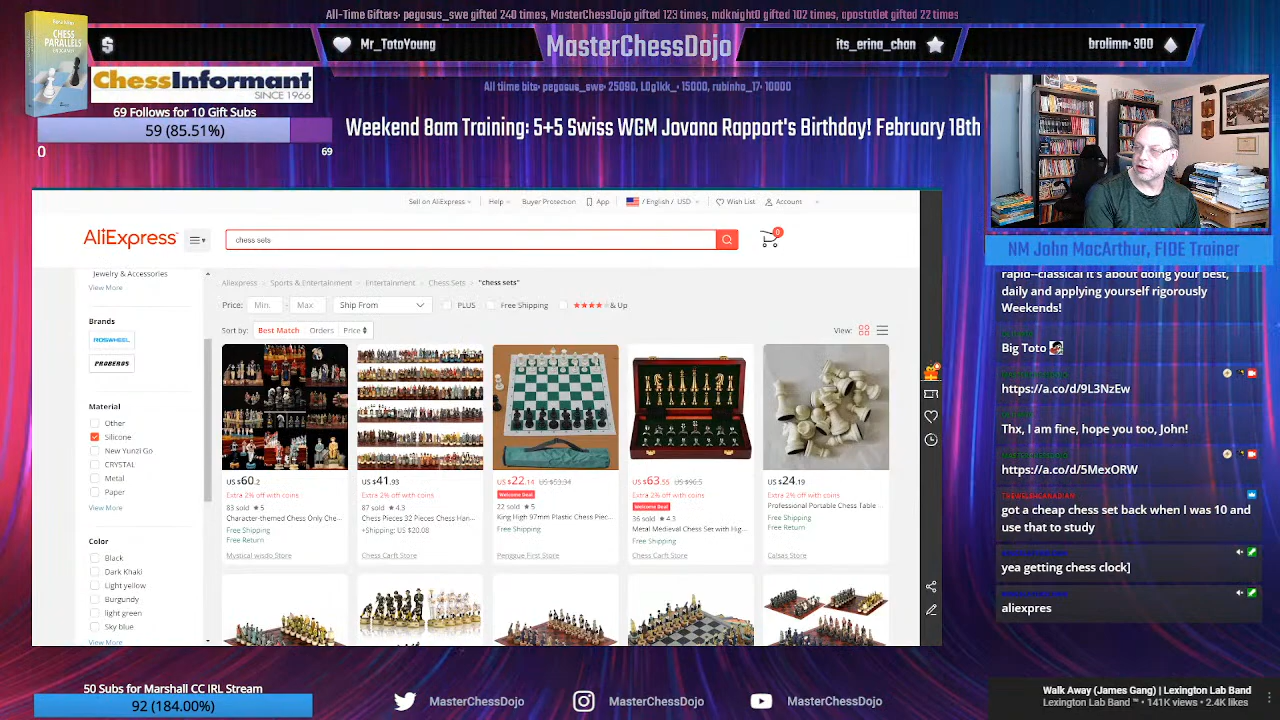 All-Time Gifters• pegasus_swe gifted 240 times, MasterChessDojo gifted 123 times, mdknight0 gifted 102 times, apostatlet gifted 22 times
CHESS PARALLELS
$
Mr_TotoYoung
MasterChessDojo
its_erina_chan
brolimn• 300
ChessInformant
SINCE 1966
All time bits• pegasus_swe• 25090, L0g1kk_• 15000, rubinho_17• 10000
69 Follows for 10 Gift Subs
59 (85.51%)
0
69
Weekend 8am Training: 5+5 Swiss WGM Jovana Rapport's Birthday! February 18th
NM John MacArthur, FIDE Trainer
Sell on AliExpress
Help
Buyer Protection
App
/ English / USD
Wish List
Account
AliExpress
chess sets
0
Jewelry & Accessories
View More
Brands
ROSWHEEL
PROBEROS
Material
Other
Silicone
New Yunzi Go
CRYSTAL
Metal
Paper
View More
Color
Black
Dark Khaki
Light yellow
Burgundy
light green
Sky blue
View More
Aliexpress > Sports & Entertainment > Entertainment > Chess Sets > "chess sets"
Price: Min. - Max. Ship From PLUS Free Shipping & Up
Sort by: Best Match Orders Price View:
US $60.2
Extra 2% off with coins
83 sold ★ 5
Character-themed Chess Only Che...
Free Shipping
Free Return
Mystical wisdo Store
US $41.93
Extra 2% off with coins
87 sold ★ 4.3
Chess Pieces 32 Pieces Chess Han...
+Shipping: US $20.08
Chess Carft Store
US $22.14 US $53.34
Welcome Deal
22 sold ★ 5
King High 97mm Plastic Chess Piec...
Free Shipping
Periggue First Store
US $63.55 US $96.5
Extra 2% off with coins
Welcome Deal
36 sold ★ 4.3
Metal Medieval Chess Set with Hig...
Free Shipping
Chess Carft Store
US $24.19
Professional Portable Chess Table ...
Free Shipping
Free Return
Calsas Store
rapid--classical it's about doing your best,
daily and applying yourself rigorously
Weekends!
Big Toto
https://a.co/d/9L3NzEw
Thx, I am fine, hope you too, John!
https://a.co/d/5MexORW
THEWELSHCANADIAN
got a cheap chess set back when I was 10 and
use that to study
yea getting chess clock]
aliexpres
50 Subs for Marshall CC IRL Stream
92 (184.00%)
MasterChessDojo
MasterChessDojo
MasterChessDojo
Walk Away (James Gang) | Lexington Lab Band
Lexington Lab Band ™ • 141K views • 2.4K likes